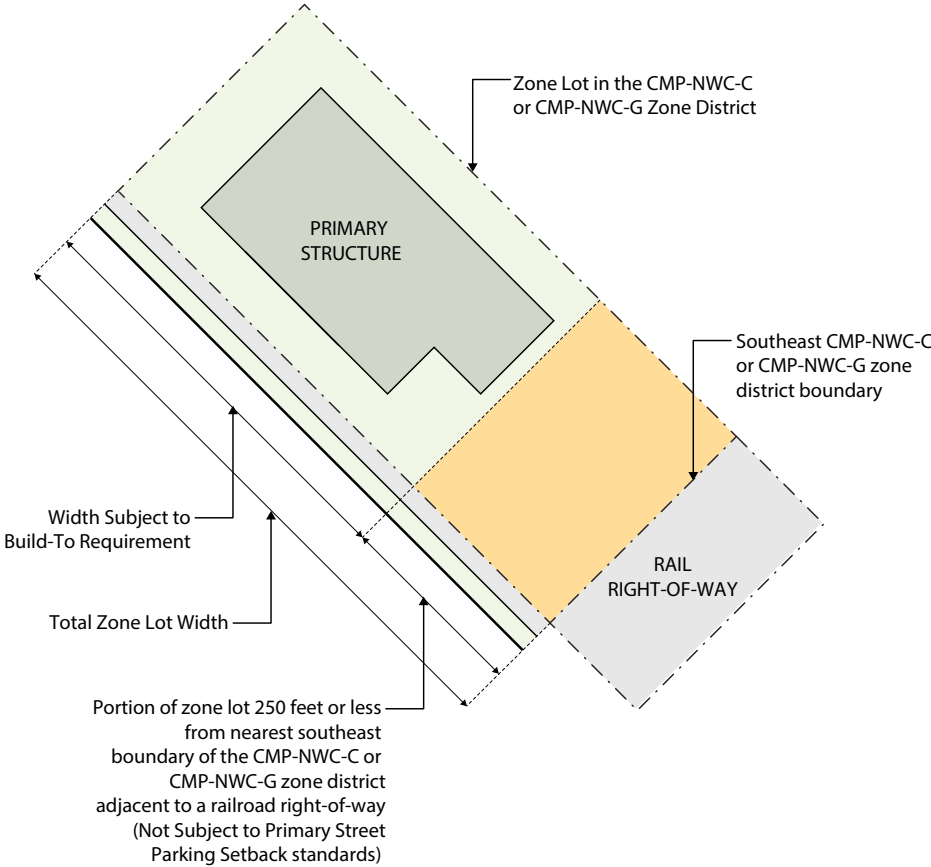 Zone Lot in the CMP-NWC-C
or CMP-NWC-G Zone District
PRIMARY
STRUCTURE
Southeast CMP-NWC-C
or CMP-NWC-G zone
district boundary
Width Subject to
Build-To Requirement
RAIL
RIGHT-OF-WAY
Total Zone Lot Width
Portion of zone lot 250 feet or less
from nearest southeast
boundary of the CMP-NWC-C or
CMP-NWC-G zone district
adjacent to a railroad right-of-way
(Not Subject to Primary Street
Parking Setback standards)